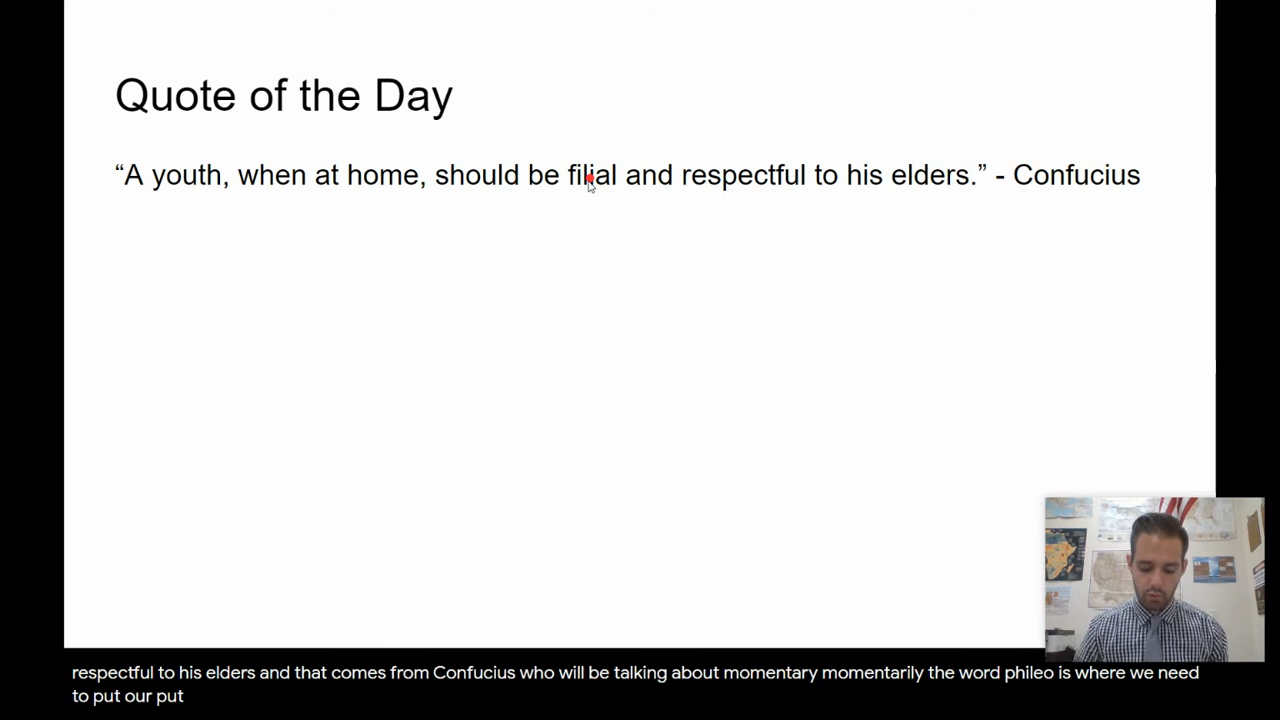 Quote of the Day
“A youth, when at home, should be filial and respectful to his elders.” - Confucius
respectful to his elders and that comes from Confucius who will be talking about momentary momentarily the word phileo is where we need
to put our put